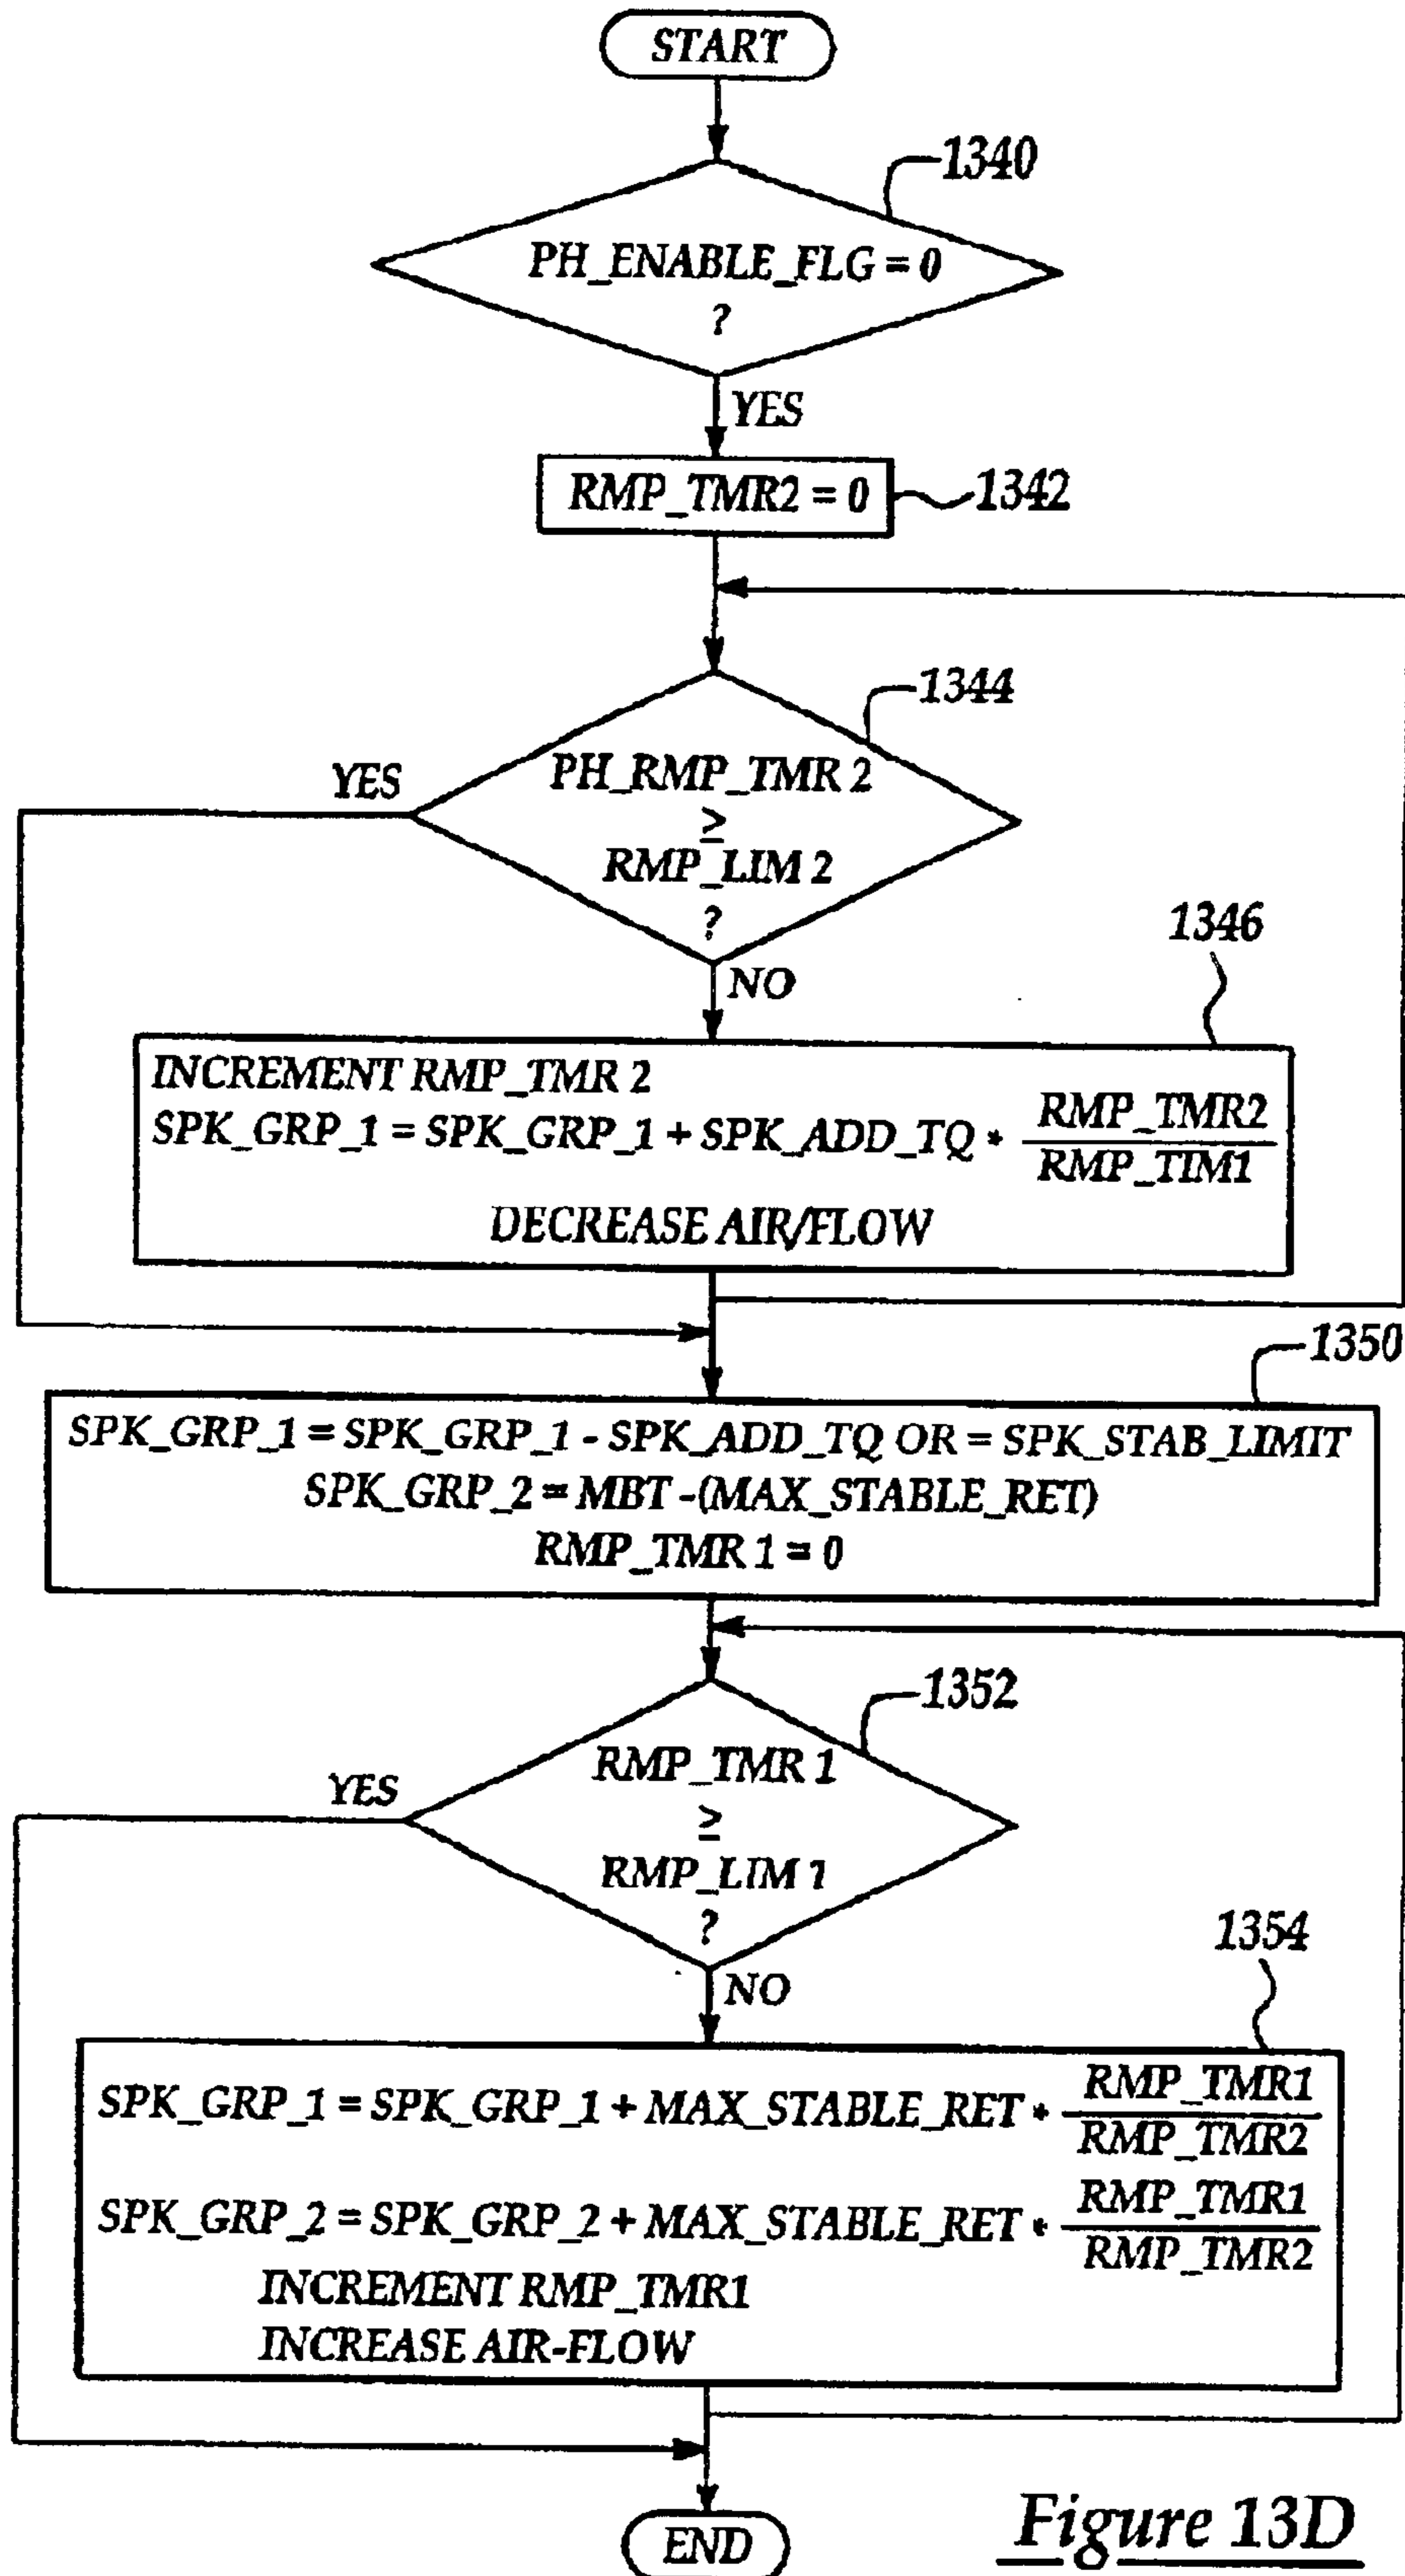 START
1340
PH_ENABLE_FLG = 0
?
YES
RMP_TMR2 = 0
1342
1344
YES
PH_RMP_TMR 2
≥
RMP_LIM 2
?
NO
1346
INCREMENT RMP_TMR 2
SPK_GRP_1 = SPK_GRP_1 + SPK_ADD_TQ * RMP_TMR2
RMP_TIM1
DECREASE AIR/FLOW
1350
SPK_GRP_1 = SPK_GRP_1 - SPK_ADD_TQ OR = SPK_STAB_LIMIT
SPK_GRP_2 = MBT -(MAX_STABLE_RET)
RMP_TMR 1 = 0
1352
YES
RMP_TMR 1
≥
RMP_LIM 1
?
NO
1354
SPK_GRP_1 = SPK_GRP_1 + MAX_STABLE_RET * RMP_TMR1
RMP_TMR2
SPK_GRP_2 = SPK_GRP_2 + MAX_STABLE_RET * RMP_TMR1
RMP_TMR2
INCREMENT RMP_TMR1
INCREASE AIR-FLOW
END
Figure 13D